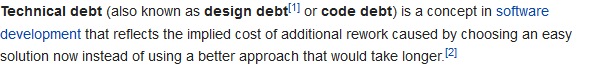 Technical debt (also known as design debt[1] or code debt) is a concept in software
development that reflects the implied cost of additional rework caused by choosing an easy
solution now instead of using a better approach that would take longer.[2]